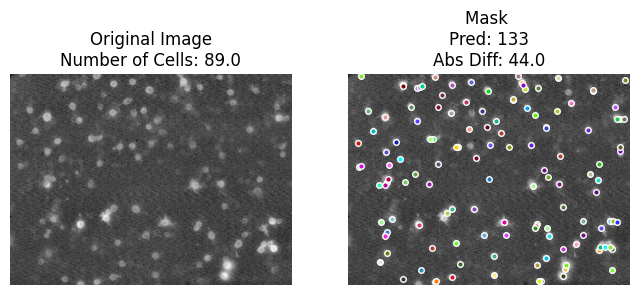 Original Image
Number of Cells: 89.0
Mask
Pred: 133
Abs Diff: 44.0